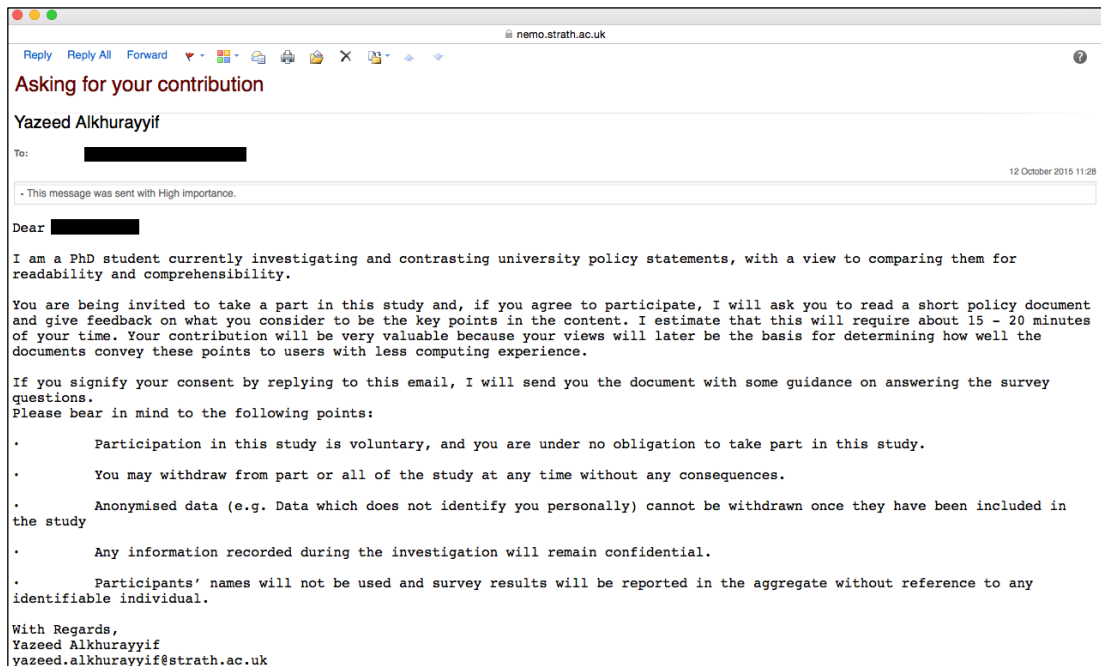 nemo.strath.ac.uk
Reply Reply All Forward
Asking for your contribution
Yazeed Alkhurayyif
To:
12 October 2015 11:28
- This message was sent with High importance.
Dear
I am a PhD student currently investigating and contrasting university policy statements, with a view to comparing them for
readability and comprehensibility.
You are being invited to take a part in this study and, if you agree to participate, I will ask you to read a short policy document
and give feedback on what you consider to be the key points in the content. I estimate that this will require about 15 – 20 minutes
of your time. Your contribution will be very valuable because your views will later be the basis for determining how well the
documents convey these points to users with less computing experience.
If you signify your consent by replying to this email, I will send you the document with some guidance on answering the survey
questions.
Please bear in mind to the following points:
· Participation in this study is voluntary, and you are under no obligation to take part in this study.
· You may withdraw from part or all of the study at any time without any consequences.
· Anonymised data (e.g. Data which does not identify you personally) cannot be withdrawn once they have been included in
the study
· Any information recorded during the investigation will remain confidential.
· Participants’ names will not be used and survey results will be reported in the aggregate without reference to any
identifiable individual.
With Regards,
Yazeed Alkhurayyif
yazeed.alkhurayyif@strath.ac.uk